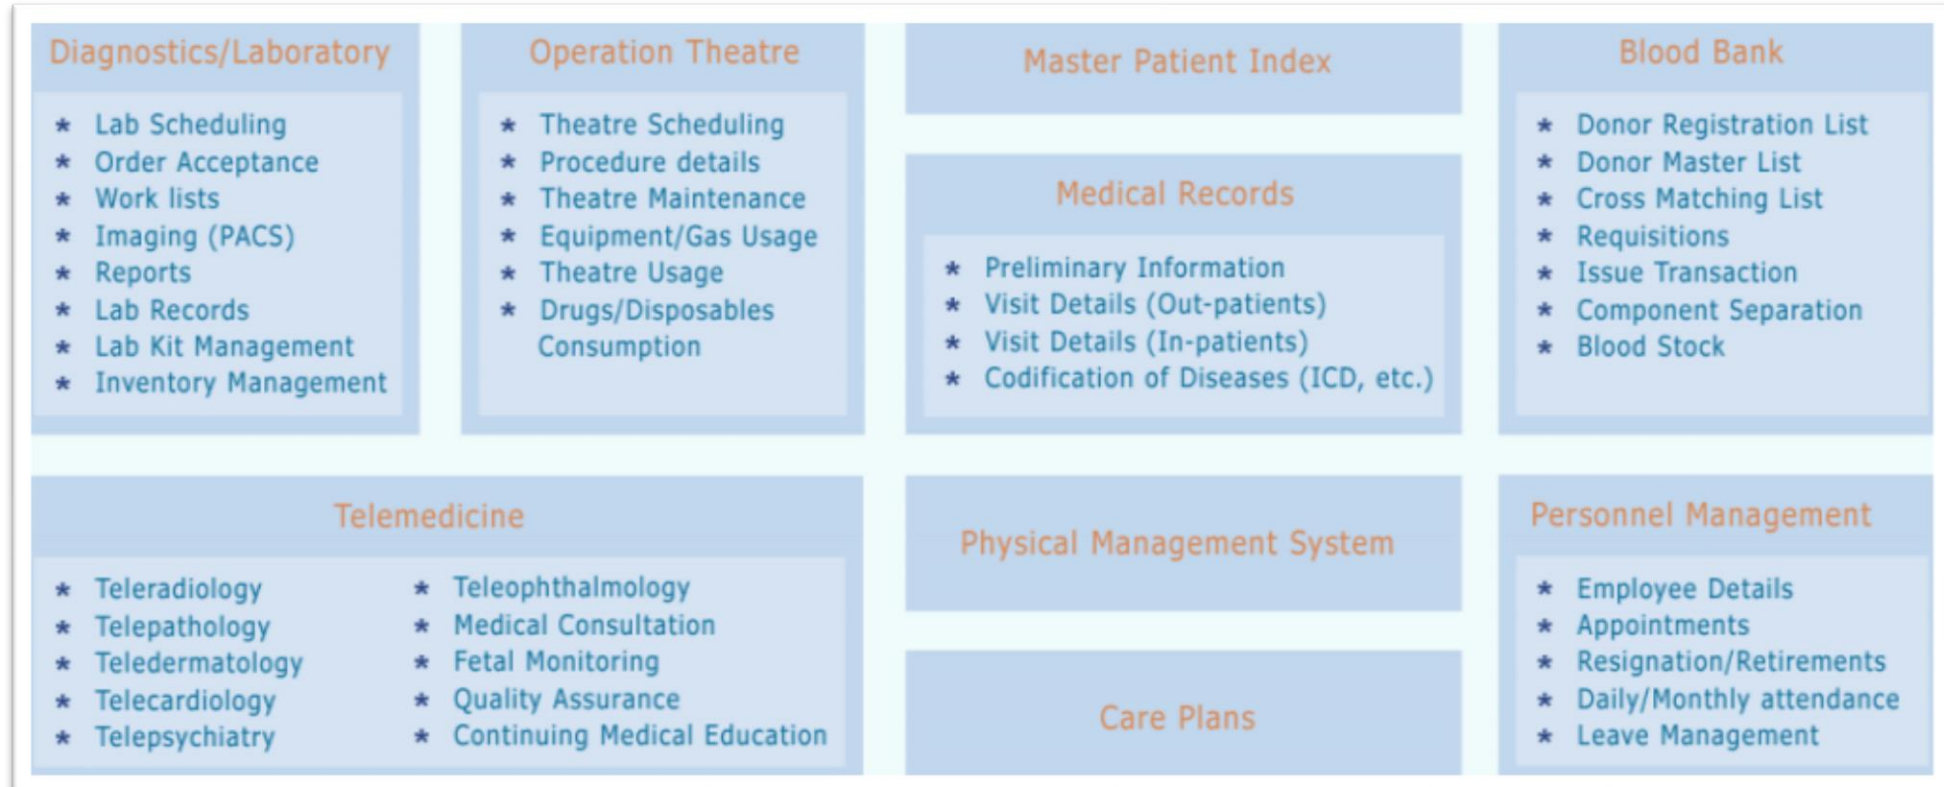 Diagnostics/Laboratory
* Lab Scheduling
* Order Acceptance
* Work lists
* Imaging (PACS)
* Reports
* Lab Records
* Lab Kit Management
* Inventory Management
Operation Theatre
* Theatre Scheduling
* Procedure details
* Theatre Maintenance
* Equipment/Gas Usage
* Theatre Usage
* Drugs/Disposables
Consumption
Master Patient Index
Medical Records
* Preliminary Information
* Visit Details (Out-patients)
* Visit Details (In-patients)
* Codification of Diseases (ICD, etc.)
Blood Bank
* Donor Registration List
* Donor Master List
* Cross Matching List
* Requisitions
* Issue Transaction
* Component Separation
* Blood Stock
Telemedicine
* Teleradiology
* Telepathology
* Teledermatology
* Telecardiology
* Telepsychiatry
* Teleophthalmology
* Medical Consultation
* Fetal Monitoring
* Quality Assurance
* Continuing Medical Education
Physical Management System
Care Plans
Personnel Management
* Employee Details
* Appointments
* Resignation/Retirements
* Daily/Monthly attendance
* Leave Management